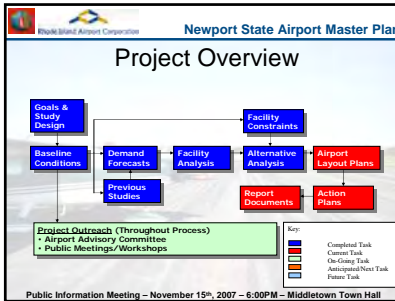 Rhode Island Airport Corporation
Newport State Airport Master Plan
Project Overview
Goals &
Study
Design
Facility
Constraints
Baseline
Conditions
Demand
Forecasts
Facility
Analysis
Alternative
Analysis
Airport
Layout Plans
Previous
Studies
Report
Documents
Action
Plans
Project Outreach (Throughout Process)
• Airport Advisory Committee
• Public Meetings/Workshops
Key:
Completed Task
Current Task
On-Going Task
Anticipated/Next Task
Future Task
Public Information Meeting – November 15th, 2007 – 6:00PM – Middletown Town Hall